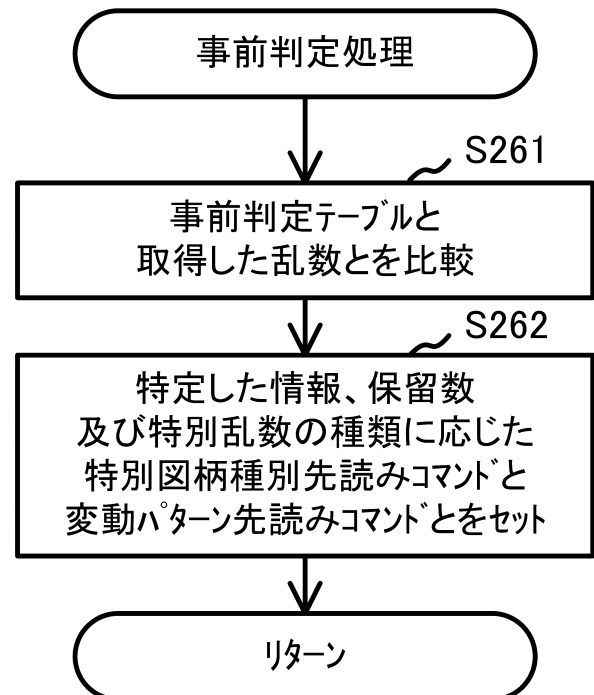 事前判定処理
S261
事前判定ﾃｰﾌﾞﾙと
取得した乱数とを比較
S262
特定した情報、保留数
及び特別乱数の種類に応じた
特別図柄種別先読みｺﾏﾝﾄﾞと
変動ﾊﾟﾀｰﾝ先読みｺﾏﾝﾄﾞとをｾｯﾄ
ﾘﾀｰﾝ